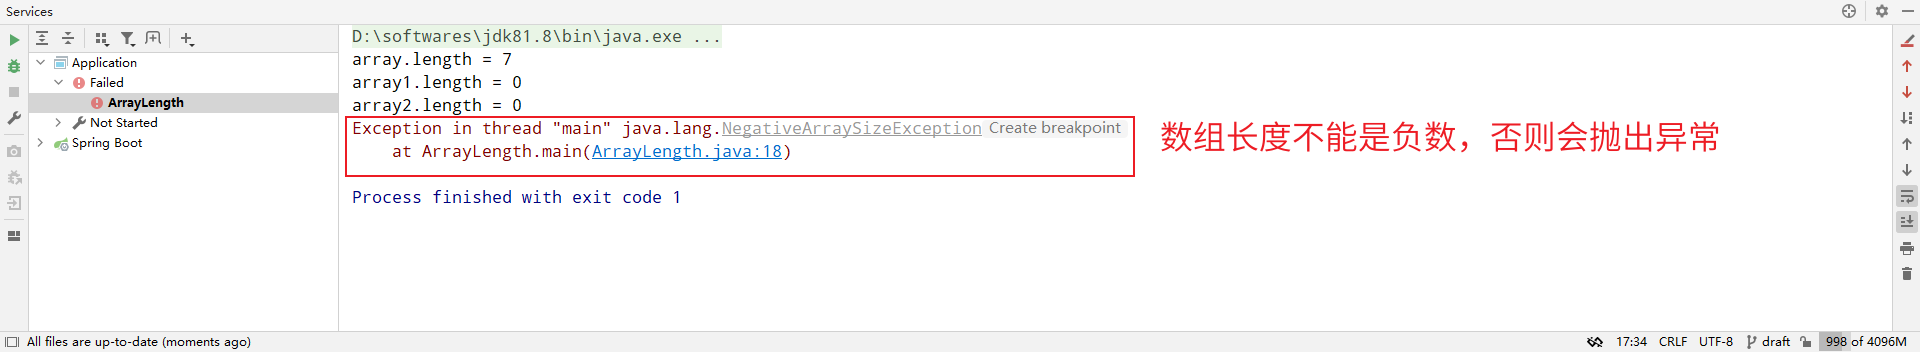 Services
Application
Failed
ArrayLength
Not Started
Spring Boot
D:\softwares\jdk81.8\bin\java.exe ...
array.length = 7
array1.length = 0
array2.length = 0
Exception in thread "main" java.lang.NegativeArraySizeException Create breakpoint
at ArrayLength.main(ArrayLength.java:18)
数组长度不能是负数，否则会抛出异常
Process finished with exit code 1
All files are up-to-date (moments ago)
17:34 CRLF UTF-8 draft 998 of 4096M